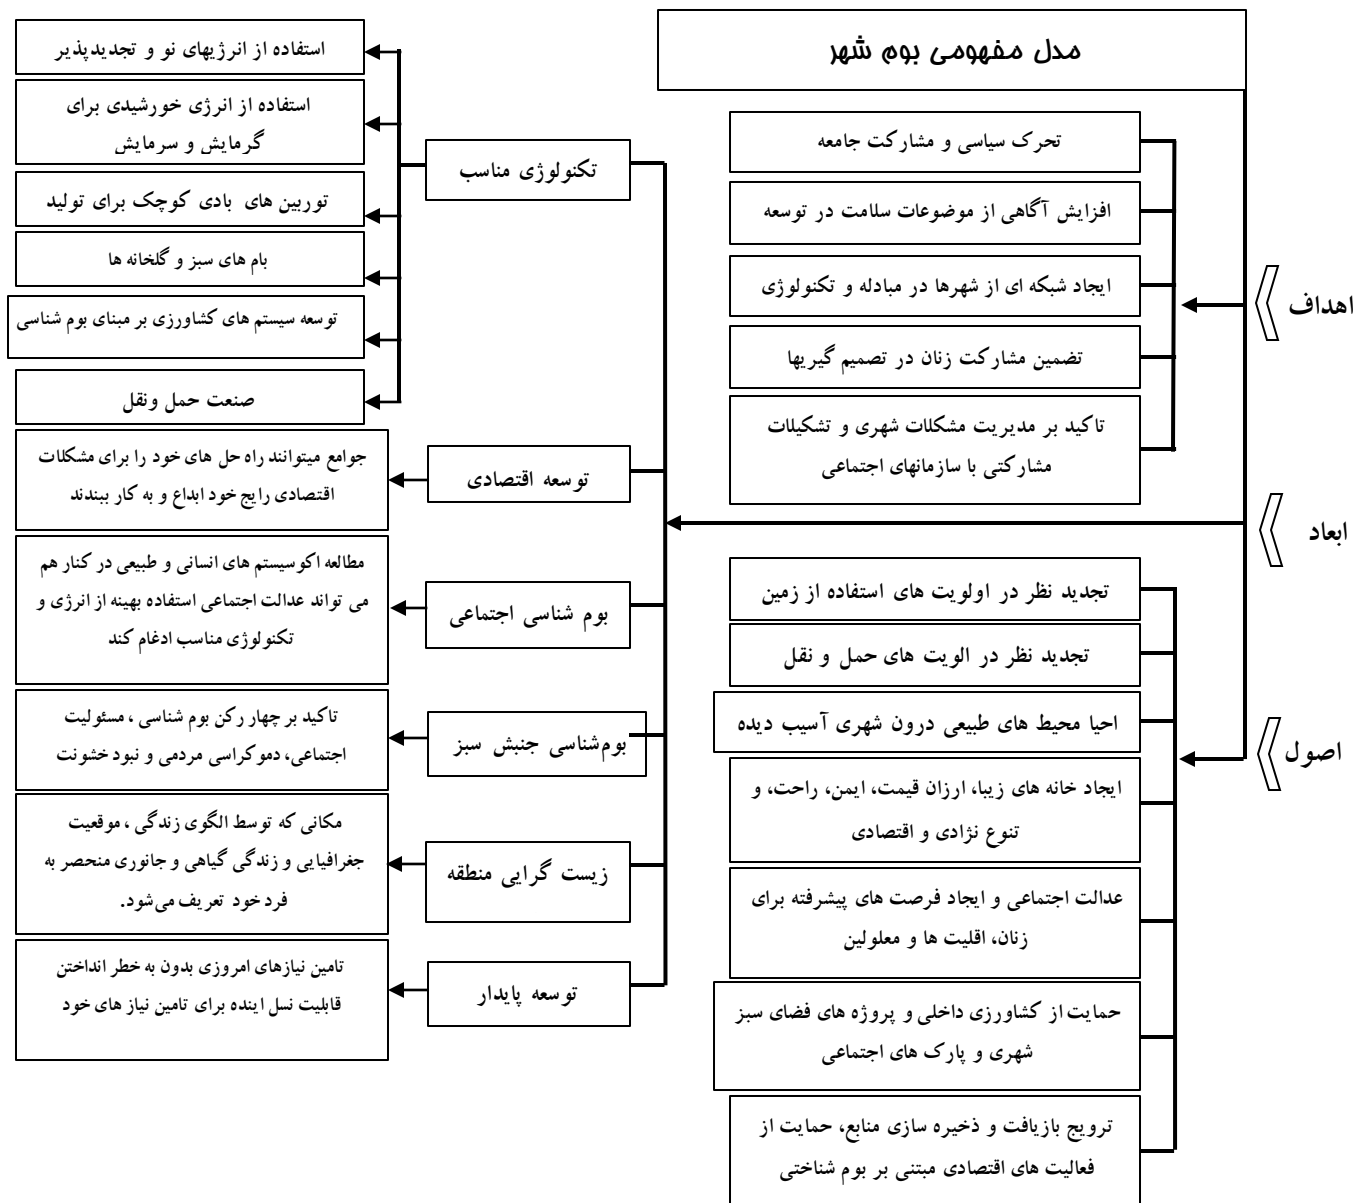 مدل مفهومی بوم شهر
اهداف
تحرک سیاسی و مشارکت جامعه
افزایش آگاهی از موضوعات سلامت در توسعه
ایجاد شبکه ای از شهرها در مبادله و تکنولوژی
تضمین مشارکت زنان در تصمیم گیریها
تاکید بر مدیریت مشکلات شهری و تشکیلات
مشارکتی با سازمانهای اجتماعی
ابعاد
تکنولوژی مناسب
استفاده از انرژیهای نو و تجدیدپذیر
استفاده از انرژی خورشیدی برای
گرمایش و سرمایش
توربین های بادی کوچک برای تولید
بام های سبز و گلخانه ها
توسعه سیستم های کشاورزی بر مبنای بوم شناسی
صنعت حمل ونقل
توسعه اقتصادی
جوامع میتوانند راه حل های خود را برای مشکلات
اقتصادی رایج خود ابداع و به کار ببندند
بوم شناسی اجتماعی
مطالعه اکوسیستم های انسانی و طبیعی در کنار هم
می تواند عدالت اجتماعی استفاده بهینه از انرژی و
تکنولوژی مناسب ادغام کند
بوم‌شناسی جنبش سبز
تاکید بر چهار رکن بوم شناسی ، مسئولیت
اجتماعی، دموکراسی مردمی و نبود خشونت
زیست گرایی منطقه
مکانی که توسط الگوی زندگی ، موقعیت
جغرافیایی و زندگی گیاهی و جانوری منحصر به
فرد خود تعریف می‌شود.
توسعه پایدار
تامین نیازهای امروزی بدون به خطر انداختن
قابلیت نسل اینده برای تامین نیاز های خود
اصول
تجدید نظر در اولویت های استفاده از زمین
تجدید نظر در الویت های حمل و نقل
احیا محیط های طبیعی درون شهری آسیب دیده
ایجاد خانه های زیبا، ارزان قیمت، ایمن، راحت، و
تنوع نژادی و اقتصادی
عدالت اجتماعی و ایجاد فرصت های پیشرفته برای
زنان، اقلیت ها و معلولین
حمایت از کشاورزی داخلی و پروژه های فضای سبز
شهری و پارک های اجتماعی
ترویج بازیافت و ذخیره سازی منابع، حمایت از
فعالیت های اقتصادی مبتنی بر بوم شناختی